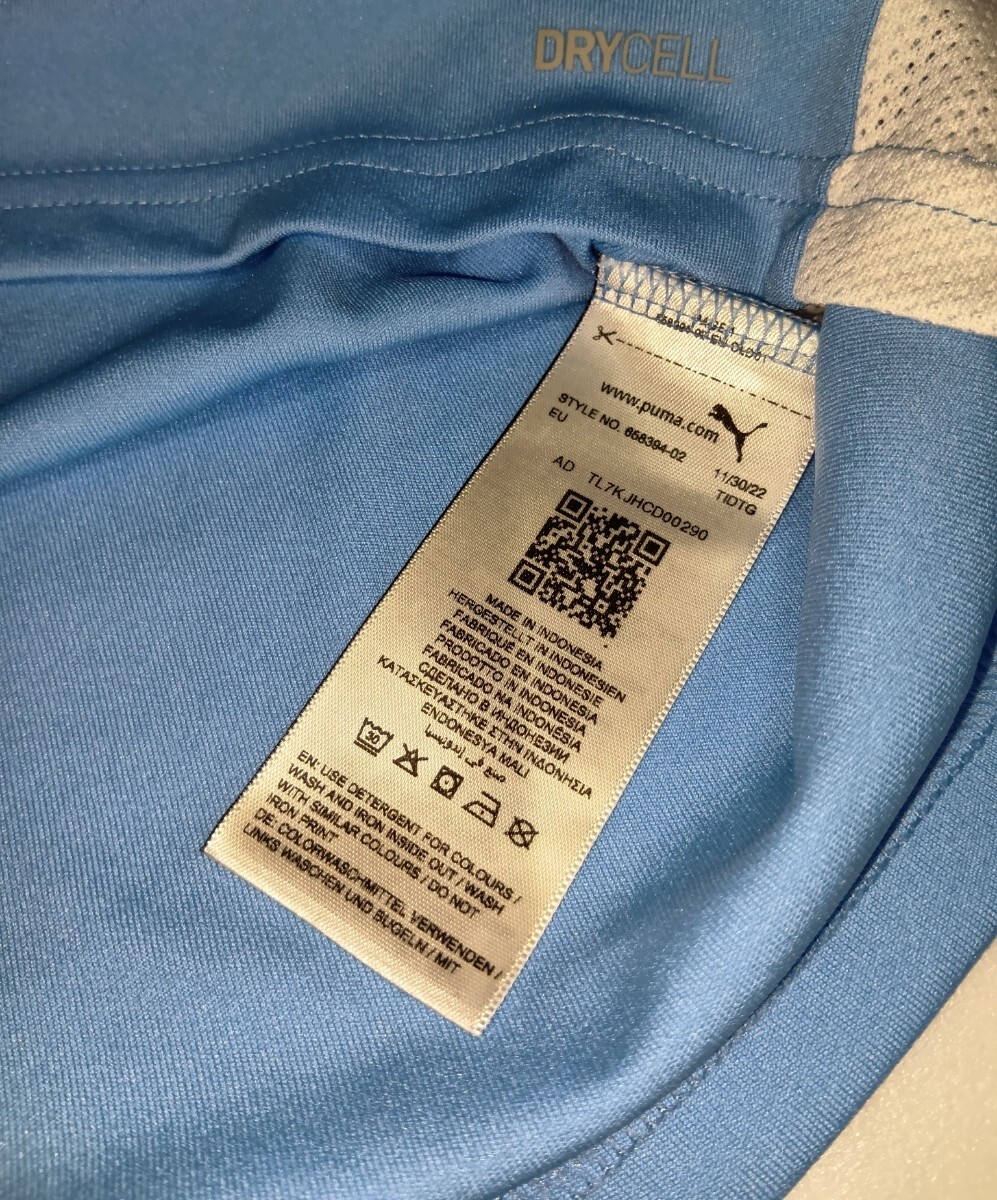 DRYCELL
www.puma.com
STYLE NO. 658394-02 11/30/22
EU TIDTG
AD TL7KJHCD00290
MADE IN INDONESIA
HERGESTELLT IN INDONESIEN
FABRIQUÉ EN INDONESIE
FABRICADO EN INDONESIA
PRODOTTO IN INDONESIA
FABRICADO NA INDONESIA
СДЕЛАНО В ИНДОНЕЗИИ
ΚΑΤΑΣΚΕΥΑΣΤΗΚΕ ΣΤΗΝ ΙΝΔΟΝΗΣΙΑ
ENDONESYA MALI
صنع في اندونيسيا
30
EN: USE DETERGENT FOR COLOURS /
WASH AND IRON INSIDE OUT / WASH
WITH SIMILAR COLOURS / DO NOT
IRON PRINT
DE: COLORWASCHMITTEL VERWENDEN /
LINKS WASCHEN UND BÜGELN / MIT